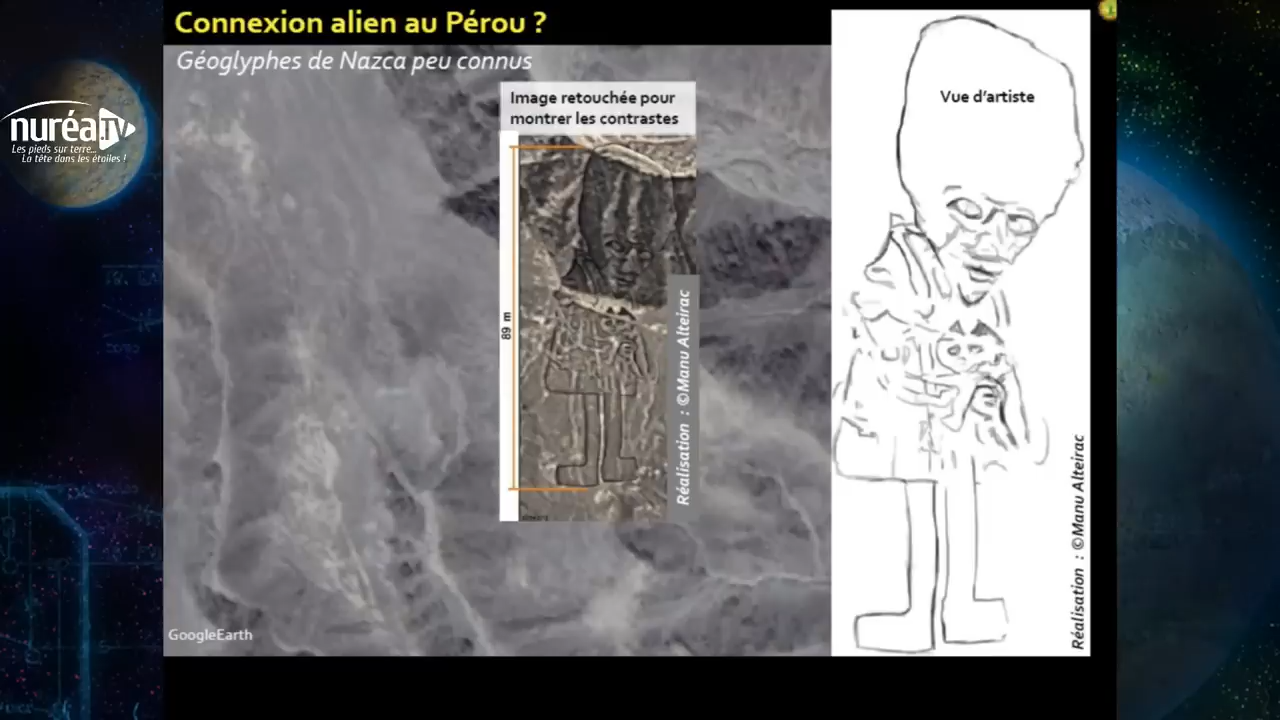 Connexion alien au Pérou ?
Géoglyphes de Nazca peu connus
Image retouchée pour
montrer les contrastes
Vue d'artiste
nuréa.tv
Les pieds sur terre...
La tête dans les étoiles !
89 m
Réalisation : ©Manu Alteirac
Réalisation : ©Manu Alteirac
GoogleEarth